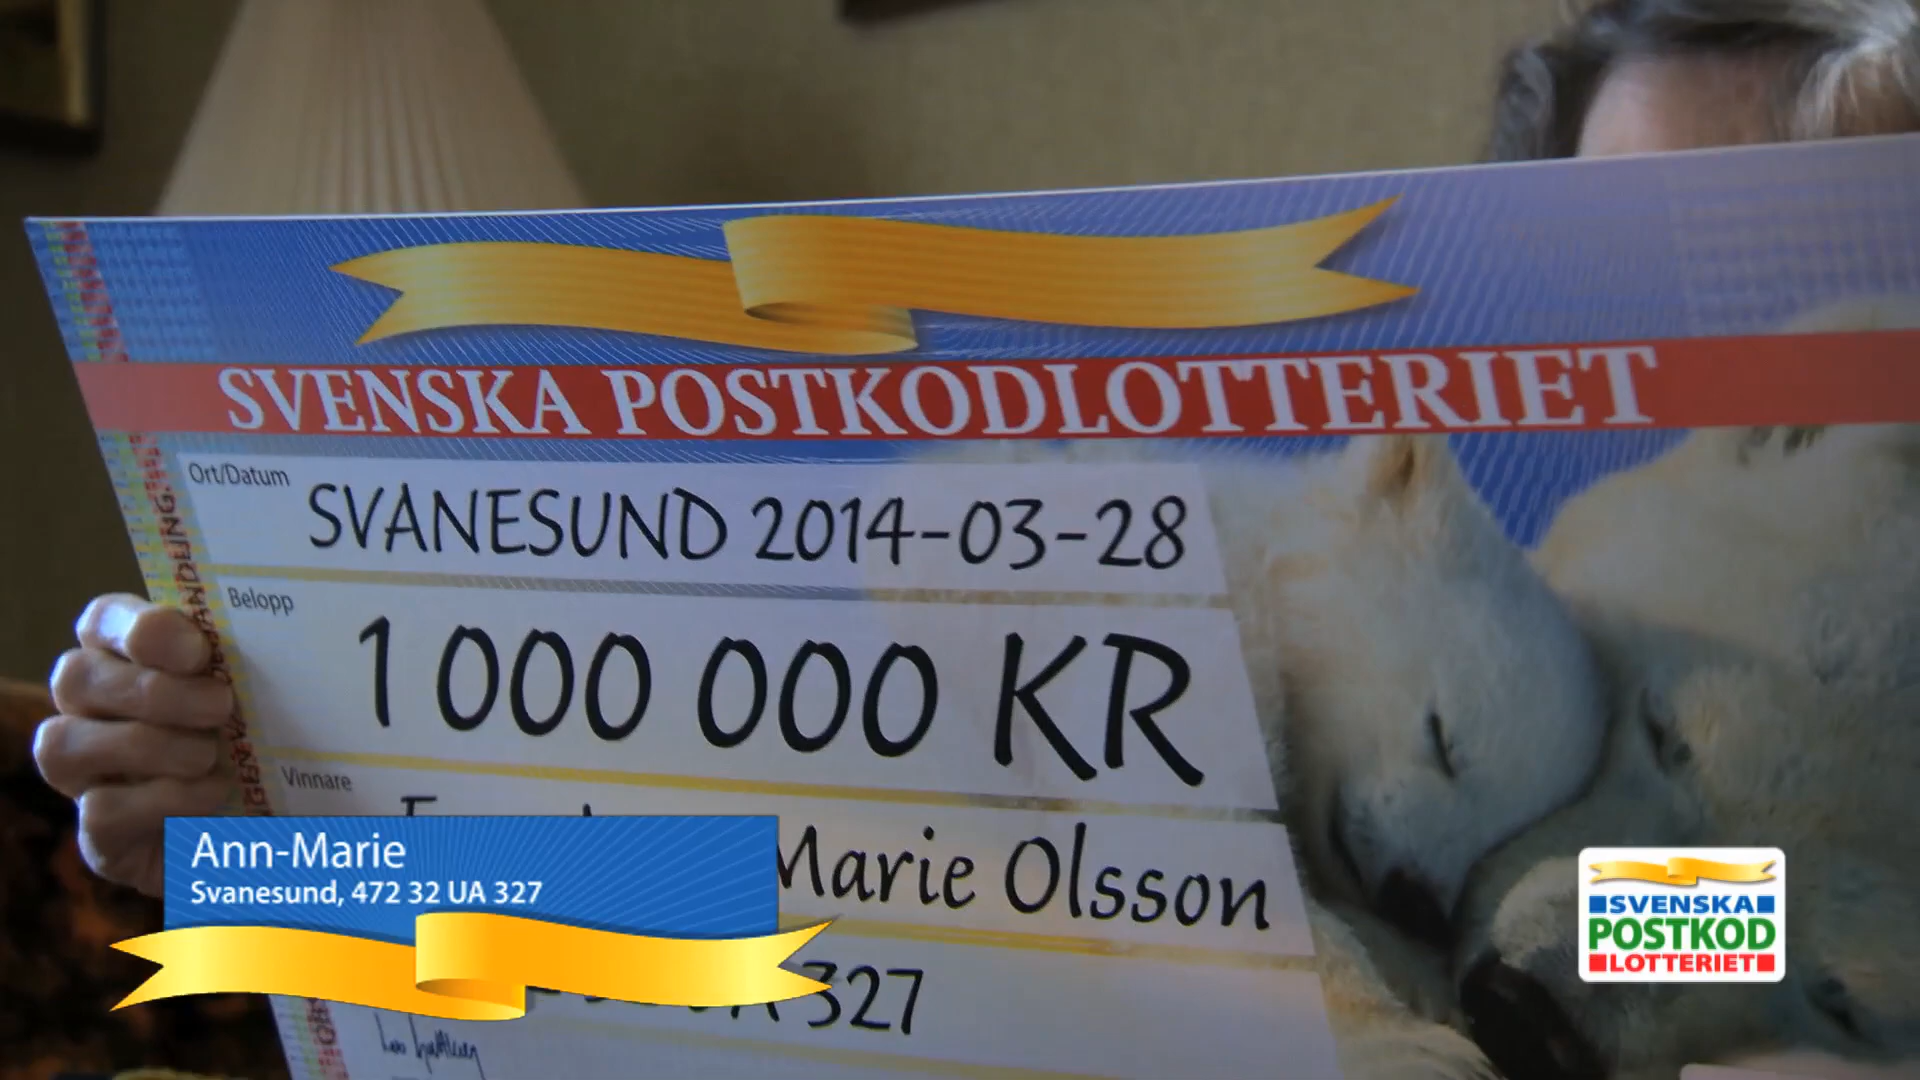 SVENSKA POSTKODLOTTERIET
Ort/Datum
SVANESUND 2014-03-28
Belopp
1 000 000 KR
Vinnare
Marie Olsson
327
Ann-Marie
Svanesund, 472 32 UA 327
SVENSKA
POSTKOD
LOTTERIET